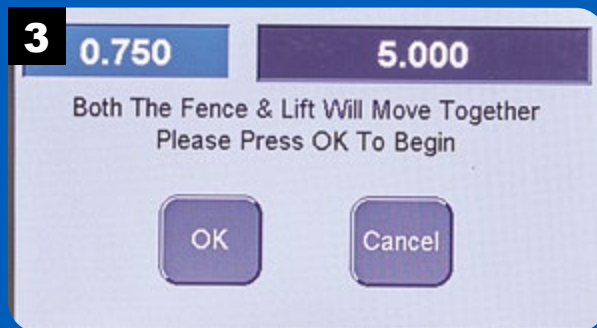 3
0.750 5.000
Both The Fence & Lift Will Move Together
Please Press OK To Begin
OK Cancel